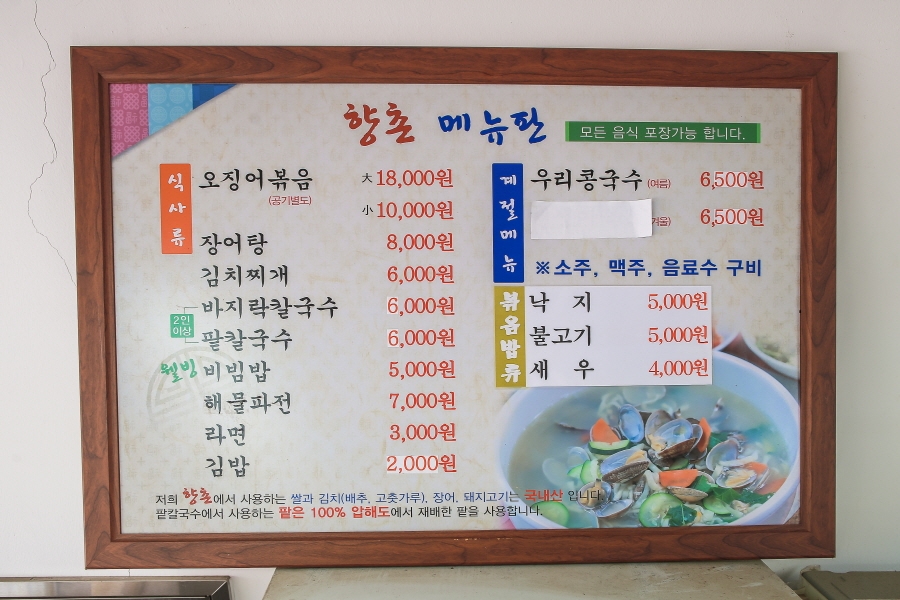 향촌 메뉴판
모든 음식 포장가능 합니다.
식사류
오징어볶음 大 18,000원
(공기별도) 小 10,000원
장어탕 8,000원
김치찌개 6,000원
2인 이상
바지락칼국수 6,000원
팥칼국수 6,000원
웰빙 비빔밥 5,000원
해물파전 7,000원
라면 3,000원
김밥 2,000원
계절메뉴
우리콩국수 (여름) 6,500원
겨울) 6,500원
※소주, 맥주, 음료수 구비
볶음밥류
낙 지 5,000원
불고기 5,000원
새 우 4,000원
저희 향촌에서 사용하는 쌀과 김치(배추, 고춧가루), 장어, 돼지고기는 국내산 입니다.
팥칼국수에서 사용하는 팥은 100% 압해도에서 재배한 팥을 사용합니다.